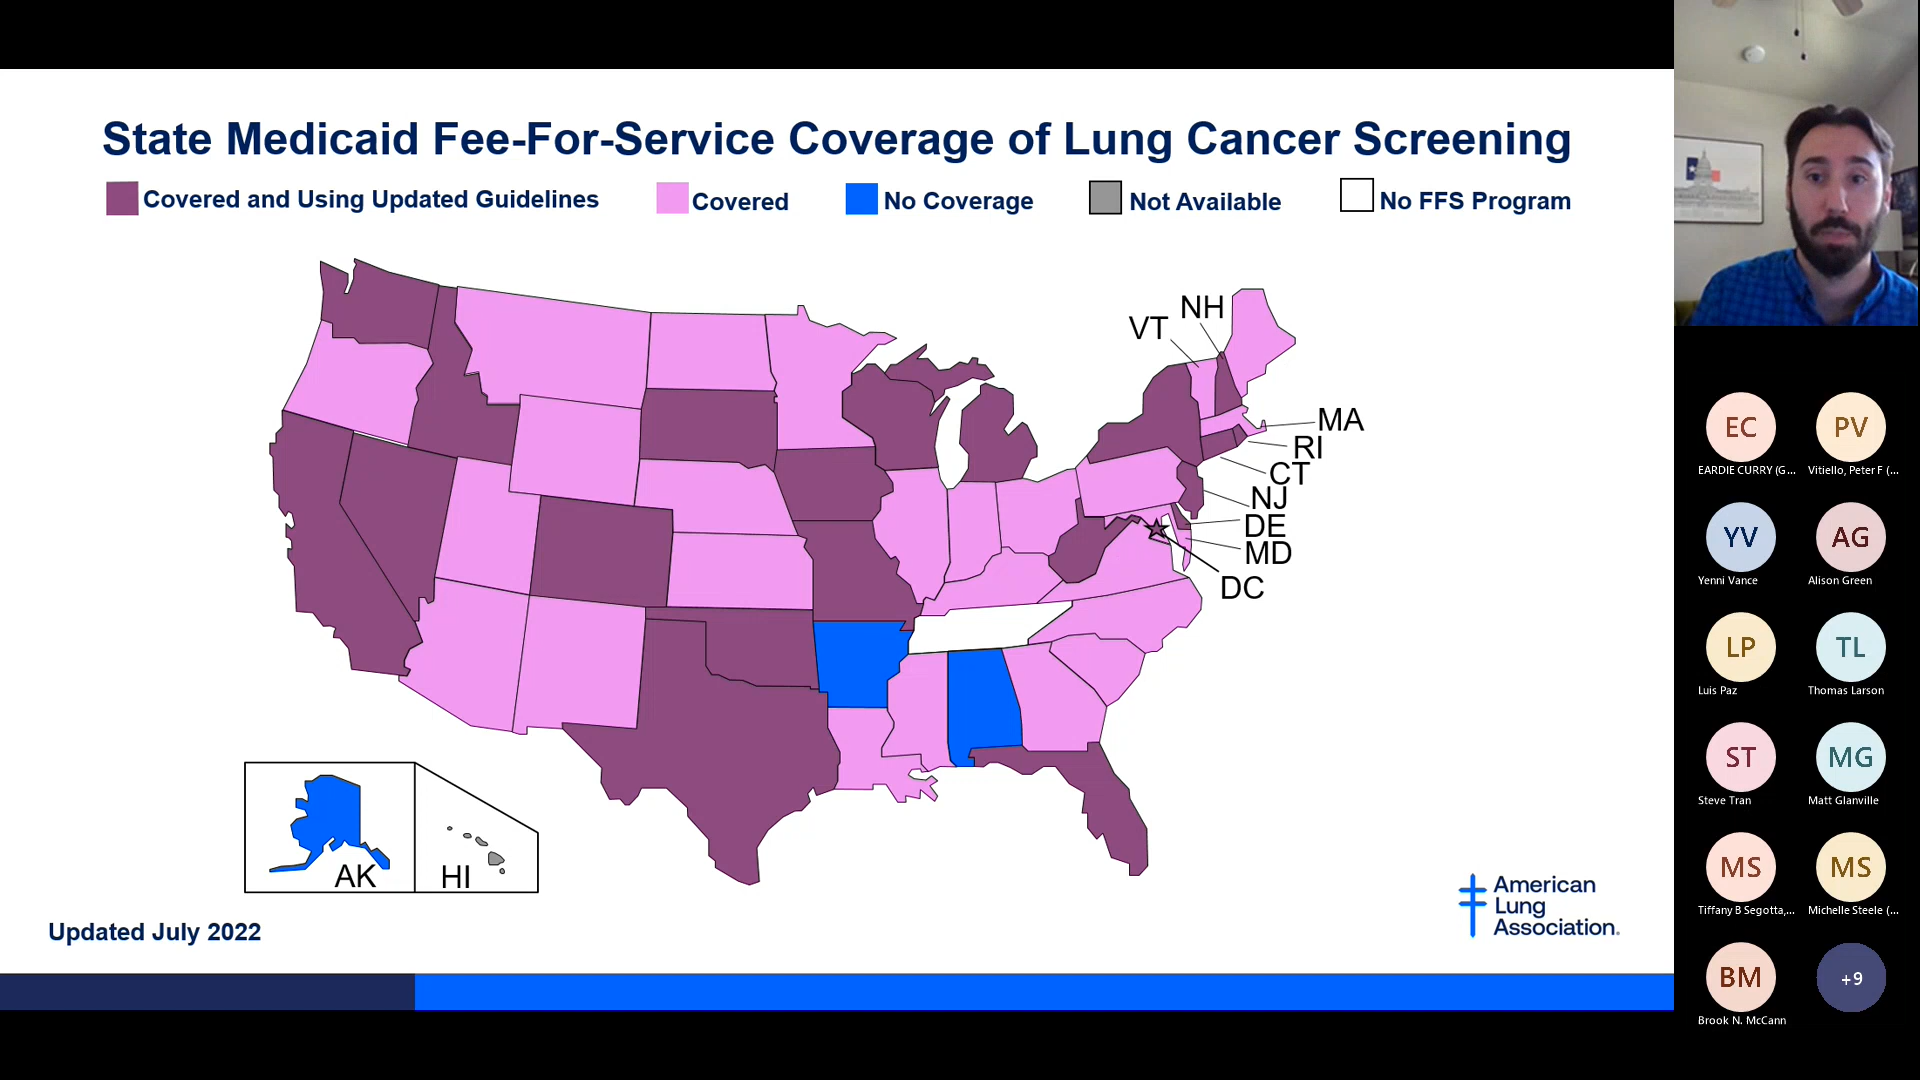 State Medicaid Fee-For-Service Coverage of Lung Cancer Screening
Covered and Using Updated Guidelines
Covered
No Coverage
Not Available
No FFS Program
NH
VT
MA
RI
CT
NJ
DE
MD
DC
AK
HI
Updated July 2022
American
Lung
Association.
EC
PV
EARDIE CURRY (G...
Vitiello, Peter F (...
YV
AG
Yenni Vance
Alison Green
LP
TL
Luis Paz
Thomas Larson
ST
MG
Steve Tran
Matt Glanville
MS
MS
Tiffany B Segotta,...
Michelle Steele (...
BM
+9
Brook N. McCann